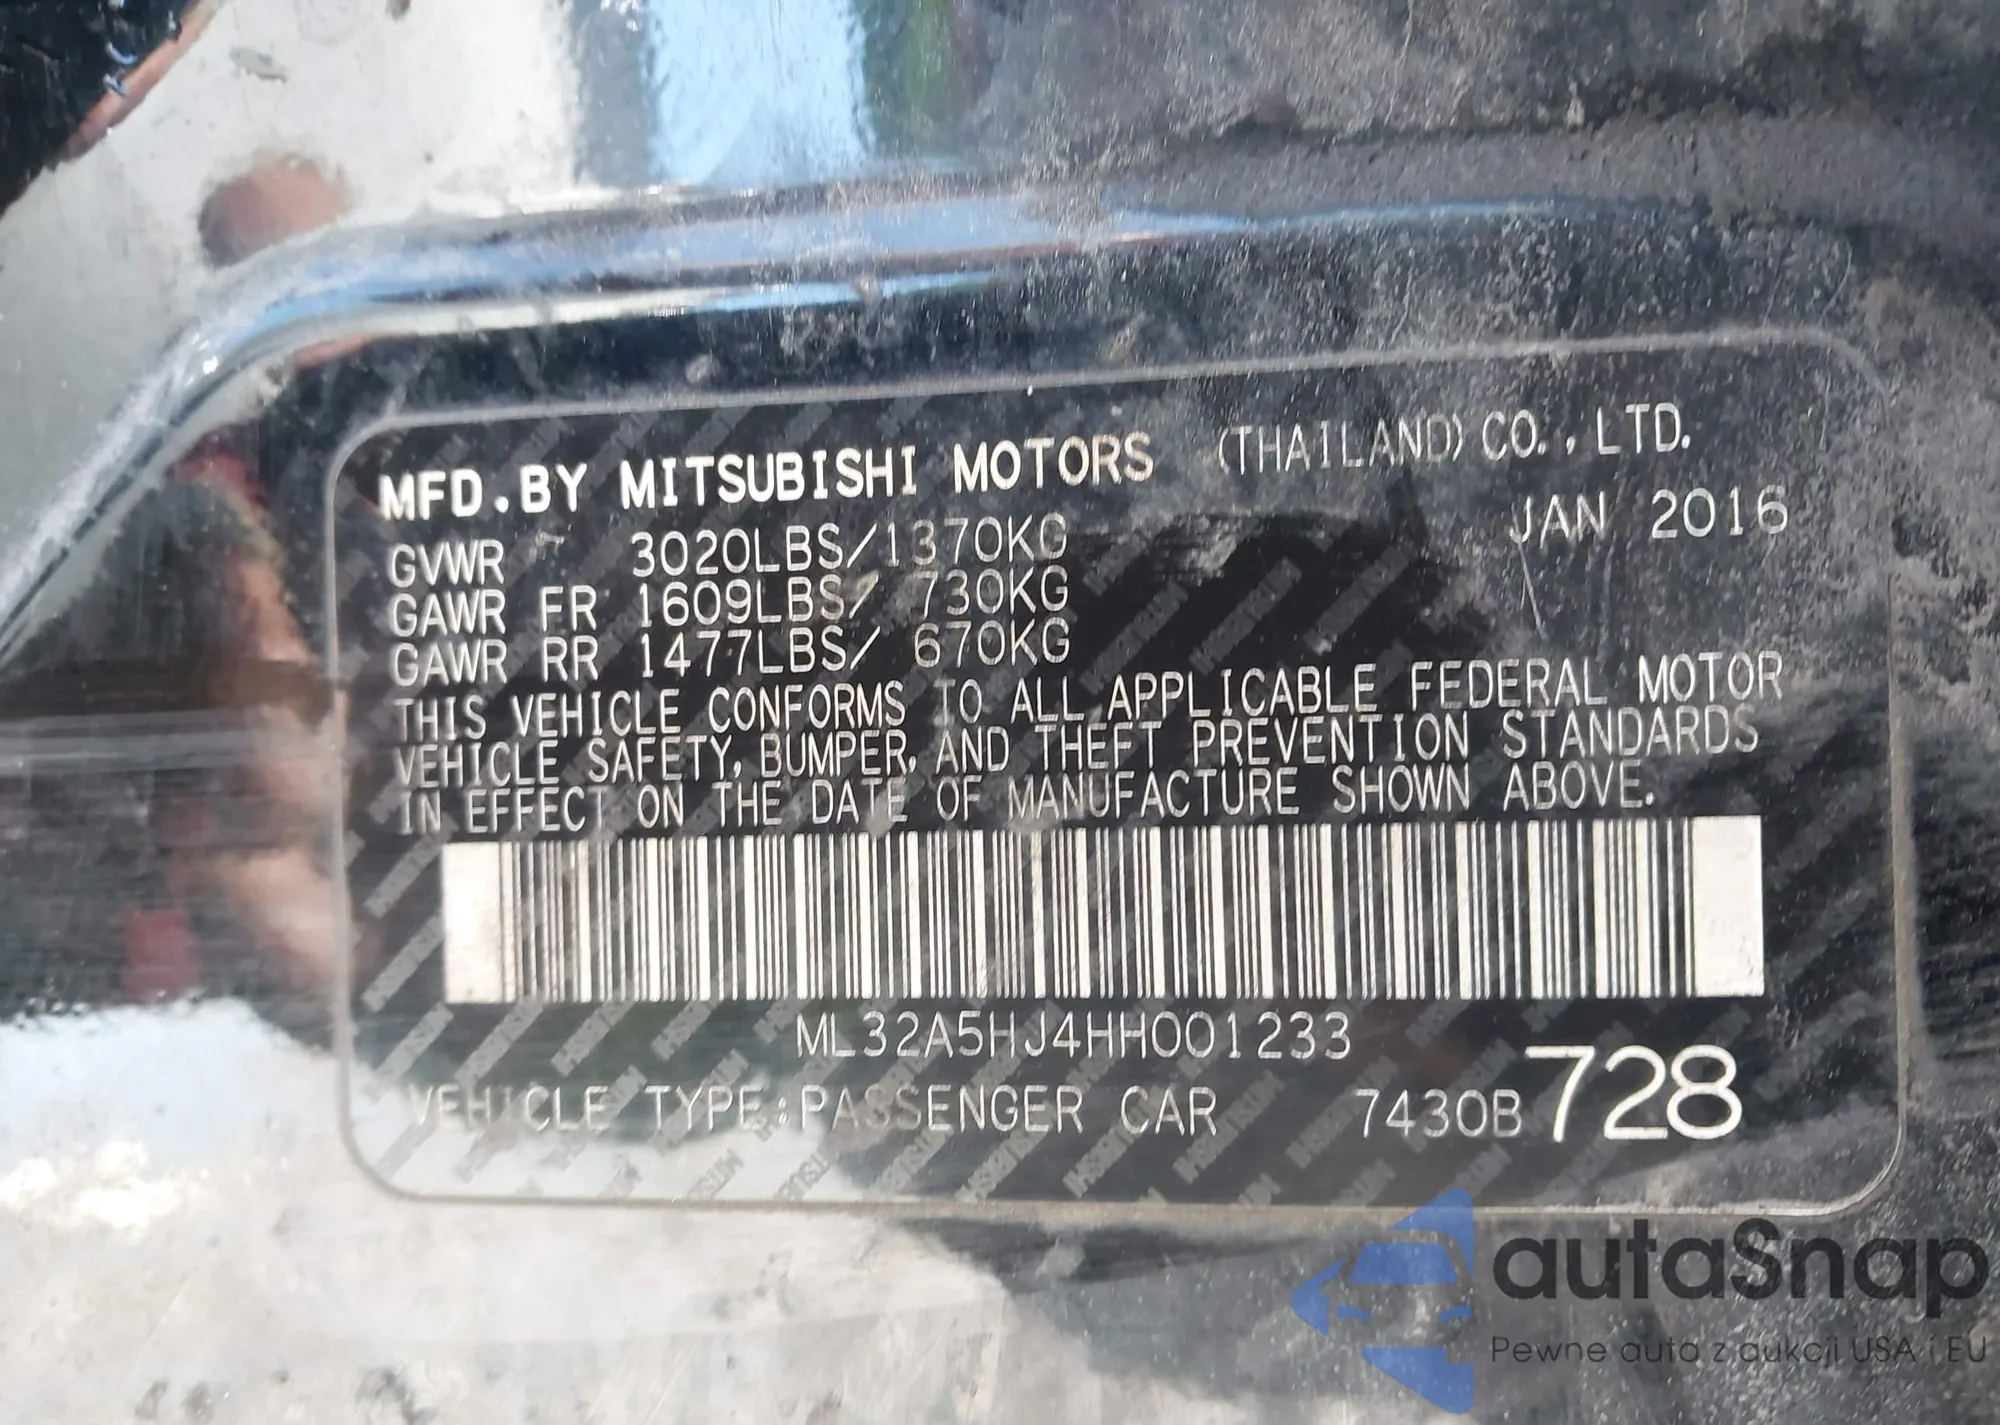 MFD.BY MITSUBISHI MOTORS (THAILAND) CO., LTD.
JAN 2016
GVWR 3020LBS/1370KG
GAWR FR 1609LBS/ 730KG
GAWR RR 1477LBS/ 670KG
THIS VEHICLE CONFORMS TO ALL APPLICABLE FEDERAL MOTOR
VEHICLE SAFETY, BUMPER, AND THEFT PREVENTION STANDARDS
IN EFFECT ON THE DATE OF MANUFACTURE SHOWN ABOVE.
ML32A5HJ4HH001233
VEHICLE TYPE:PASSENGER CAR 7430B 728
autaSnap
Pewne auta z aukcji USA i EU